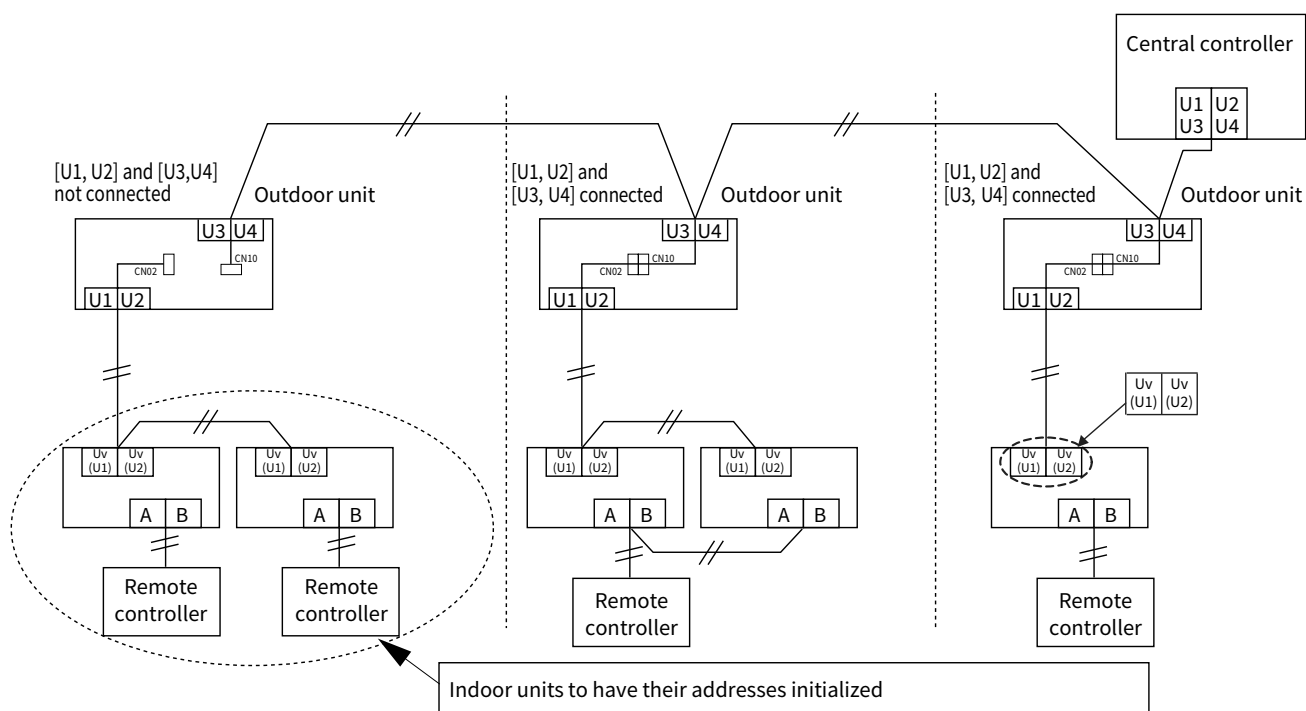 Central controller
U1 U2
U3 U4
[U1, U2] and [U3,U4]
not connected
Outdoor unit
[U1, U2] and
[U3, U4] connected
Outdoor unit
[U1, U2] and
[U3, U4] connected
Outdoor unit
U3 U4
CN02
CN10
U1 U2
U3 U4
CN02
CN10
U1 U2
U3 U4
CN02
CN10
U1 U2
Uv Uv
(U1) (U2)
Uv Uv
(U1) (U2)
A B
Uv Uv
(U1) (U2)
A B
Uv Uv
(U1) (U2)
A B
Uv Uv
(U1) (U2)
A B
Uv Uv
(U1) (U2)
A B
Remote
controller
Remote
controller
Remote
controller
Remote
controller
Indoor units to have their addresses initialized